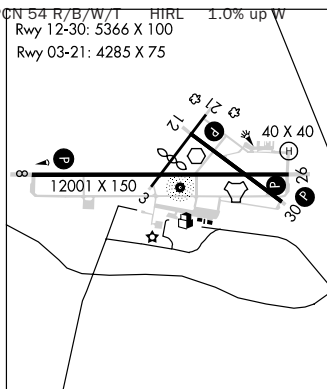 PCN 54 R/B/W/T HIRL 1.0% up W
Rwy 12-30: 5366 X 100
Rwy 03-21: 4285 X 75
21
12
P
40 X 40
P
H
8
26
12001 X 150
P
P
3
30